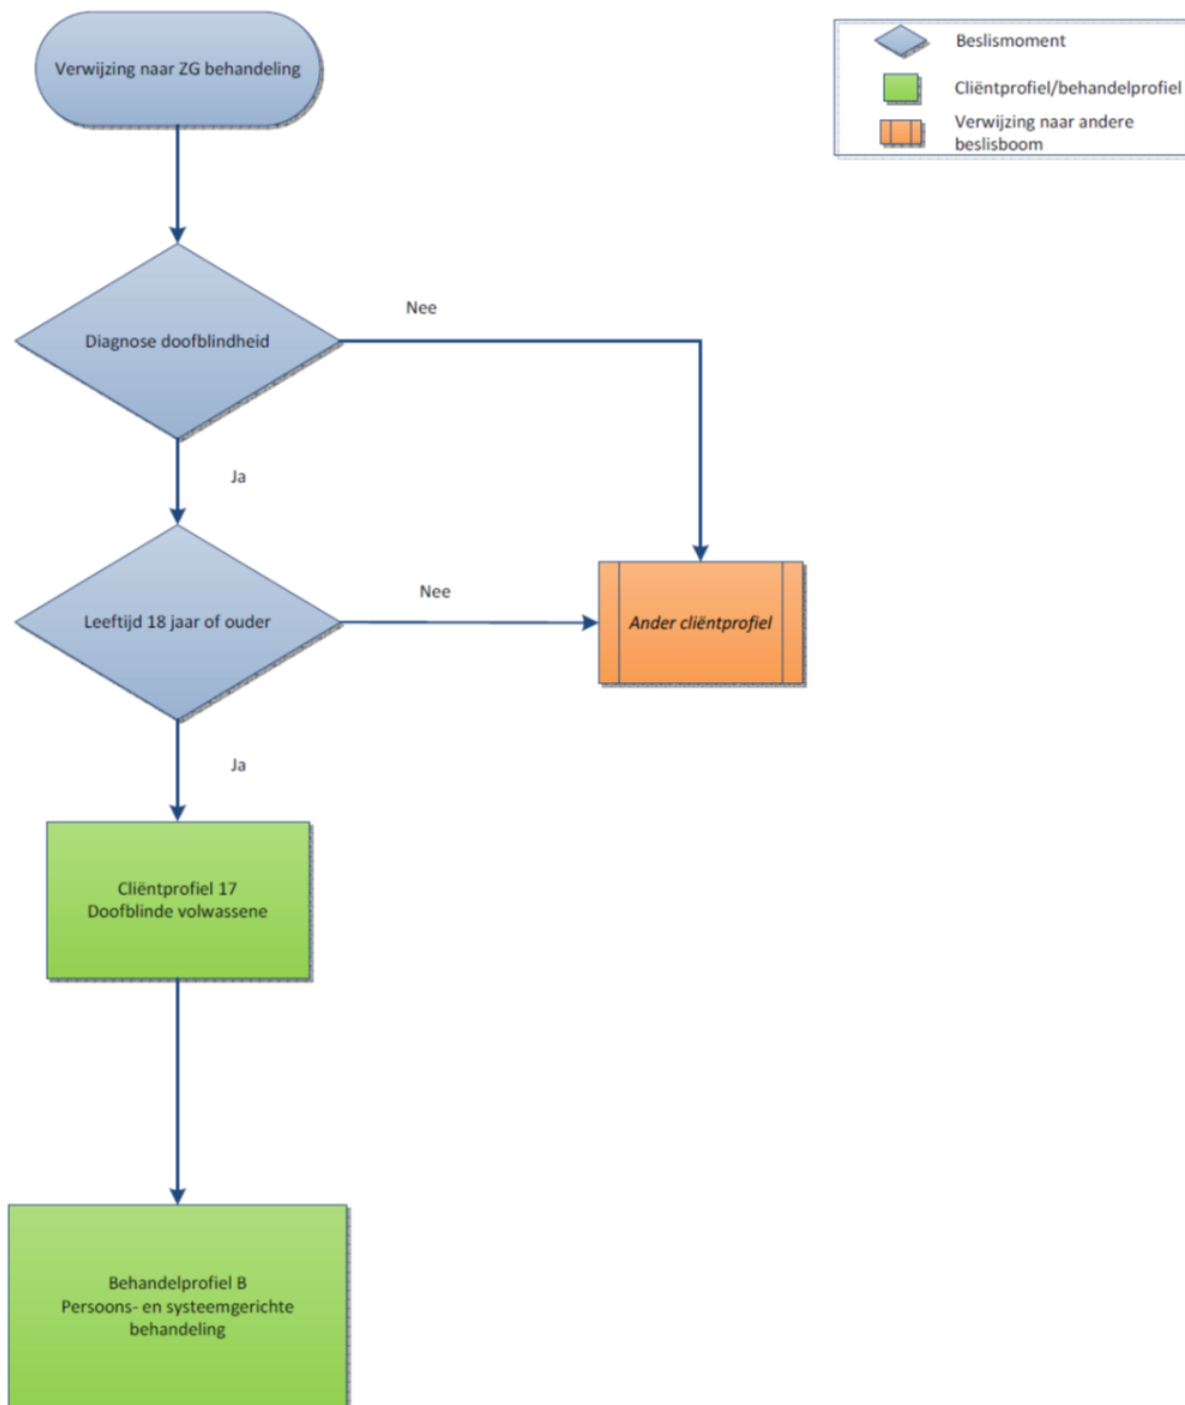 Verwijzing naar ZG behandeling
Beslismoment
Cliëntprofiel/behandelprofiel
Verwijzing naar andere
beslisboom
Nee
Diagnose doofblindheid
Ja
Nee
Leeftijd 18 jaar of ouder
Ander cliëntprofiel
Ja
Cliëntprofiel 17
Doofblinde volwassene
Behandelprofiel B
Persoons- en systeemgerichte
behandeling